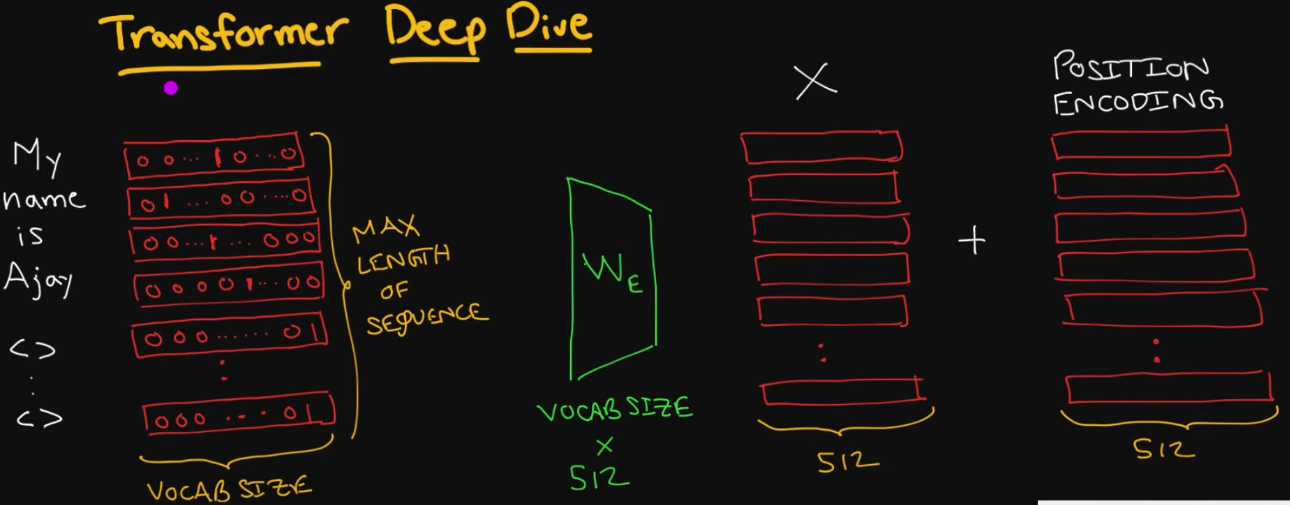 Transformer Deep Dive
X
POSITION
ENCODING
My
0 0 ... 1 0 ... 0
name
0 1 ... 0 0 ... 0
is
0 0 ... 1 ... 0 0 0
Ajay
0 0 0 0 1 ... 0 0
<>
0 0 0 ...... 0 1
:
<>
0 0 0 ... 0 1
MAX
LENGTH
OF
SEQUENCE
VOCAB SIZE
W_E
VOCAB SIZE
X
512
+
:
512
:
512